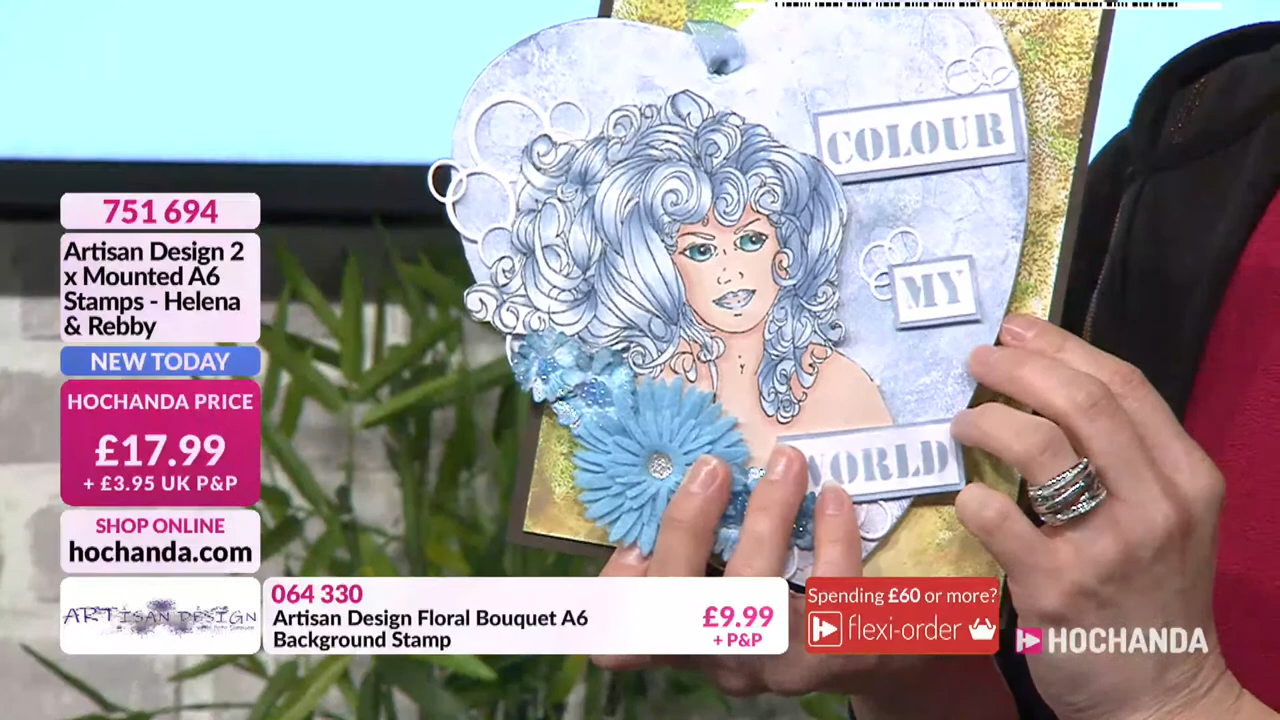 COLOUR
MY
WORLD
751 694
Artisan Design 2
x Mounted A6
Stamps - Helena
& Rebby
NEW TODAY
HOCHANDA PRICE
£17.99
+ £3.95 UK P&P
SHOP ONLINE
hochanda.com
ARTISAN DESIGN
064 330
Artisan Design Floral Bouquet A6
Background Stamp
£9.99
+ P&P
Spending £60 or more?
flexi-order
HOCHANDA